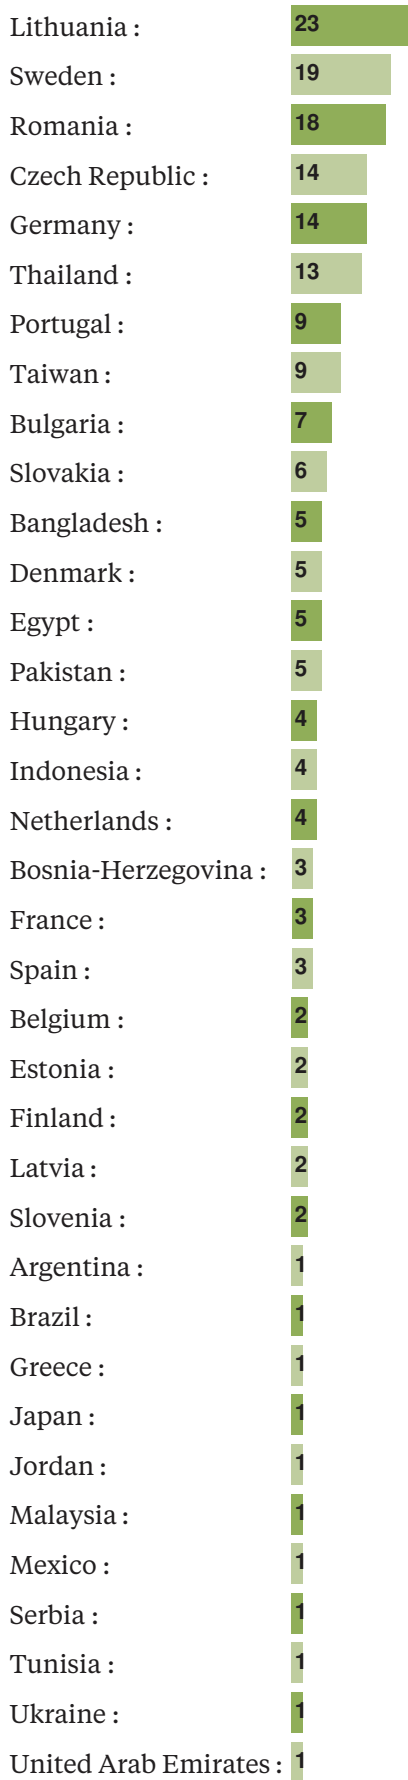 Lithuania : 23
Sweden : 19
Romania : 18
Czech Republic : 14
Germany : 14
Thailand : 13
Portugal : 9
Taiwan : 9
Bulgaria : 7
Slovakia : 6
Bangladesh : 5
Denmark : 5
Egypt : 5
Pakistan : 5
Hungary : 4
Indonesia : 4
Netherlands : 4
Bosnia-Herzegovina : 3
France : 3
Spain : 3
Belgium : 2
Estonia : 2
Finland : 2
Latvia : 2
Slovenia : 2
Argentina : 1
Brazil : 1
Greece : 1
Japan : 1
Jordan : 1
Malaysia : 1
Mexico : 1
Serbia : 1
Tunisia : 1
Ukraine : 1
United Arab Emirates : 1